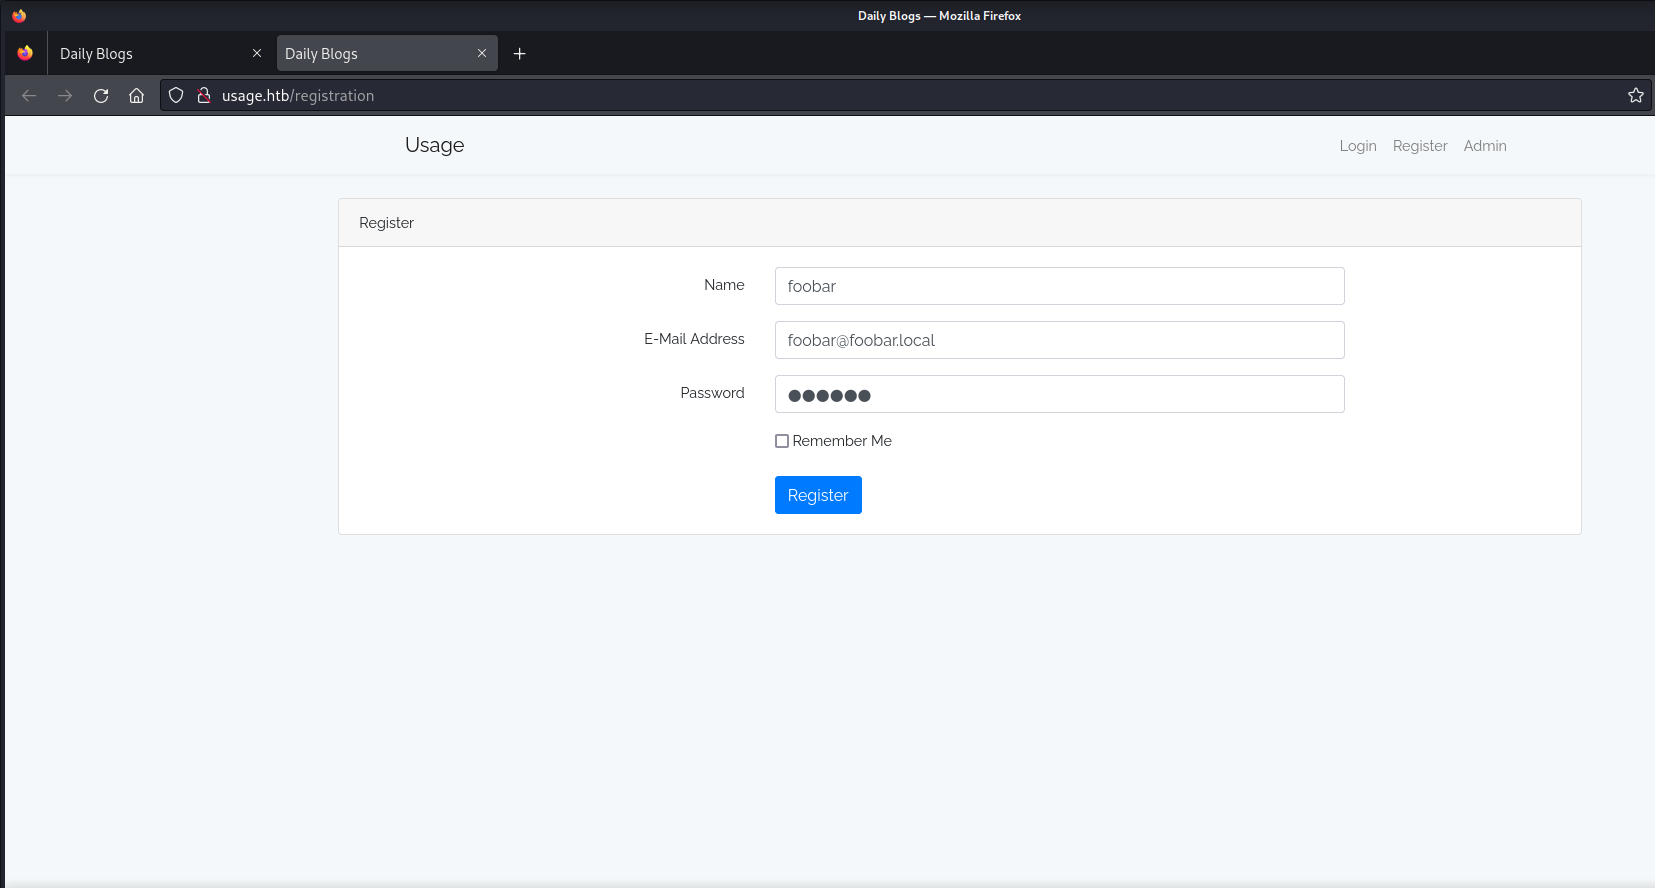 Daily Blogs — Mozilla Firefox
Daily Blogs
Daily Blogs
usage.htb/registration
Usage
Login Register Admin
Register
Name foobar
E-Mail Address foobar@foobar.local
Password ●●●●●●
Remember Me
Register